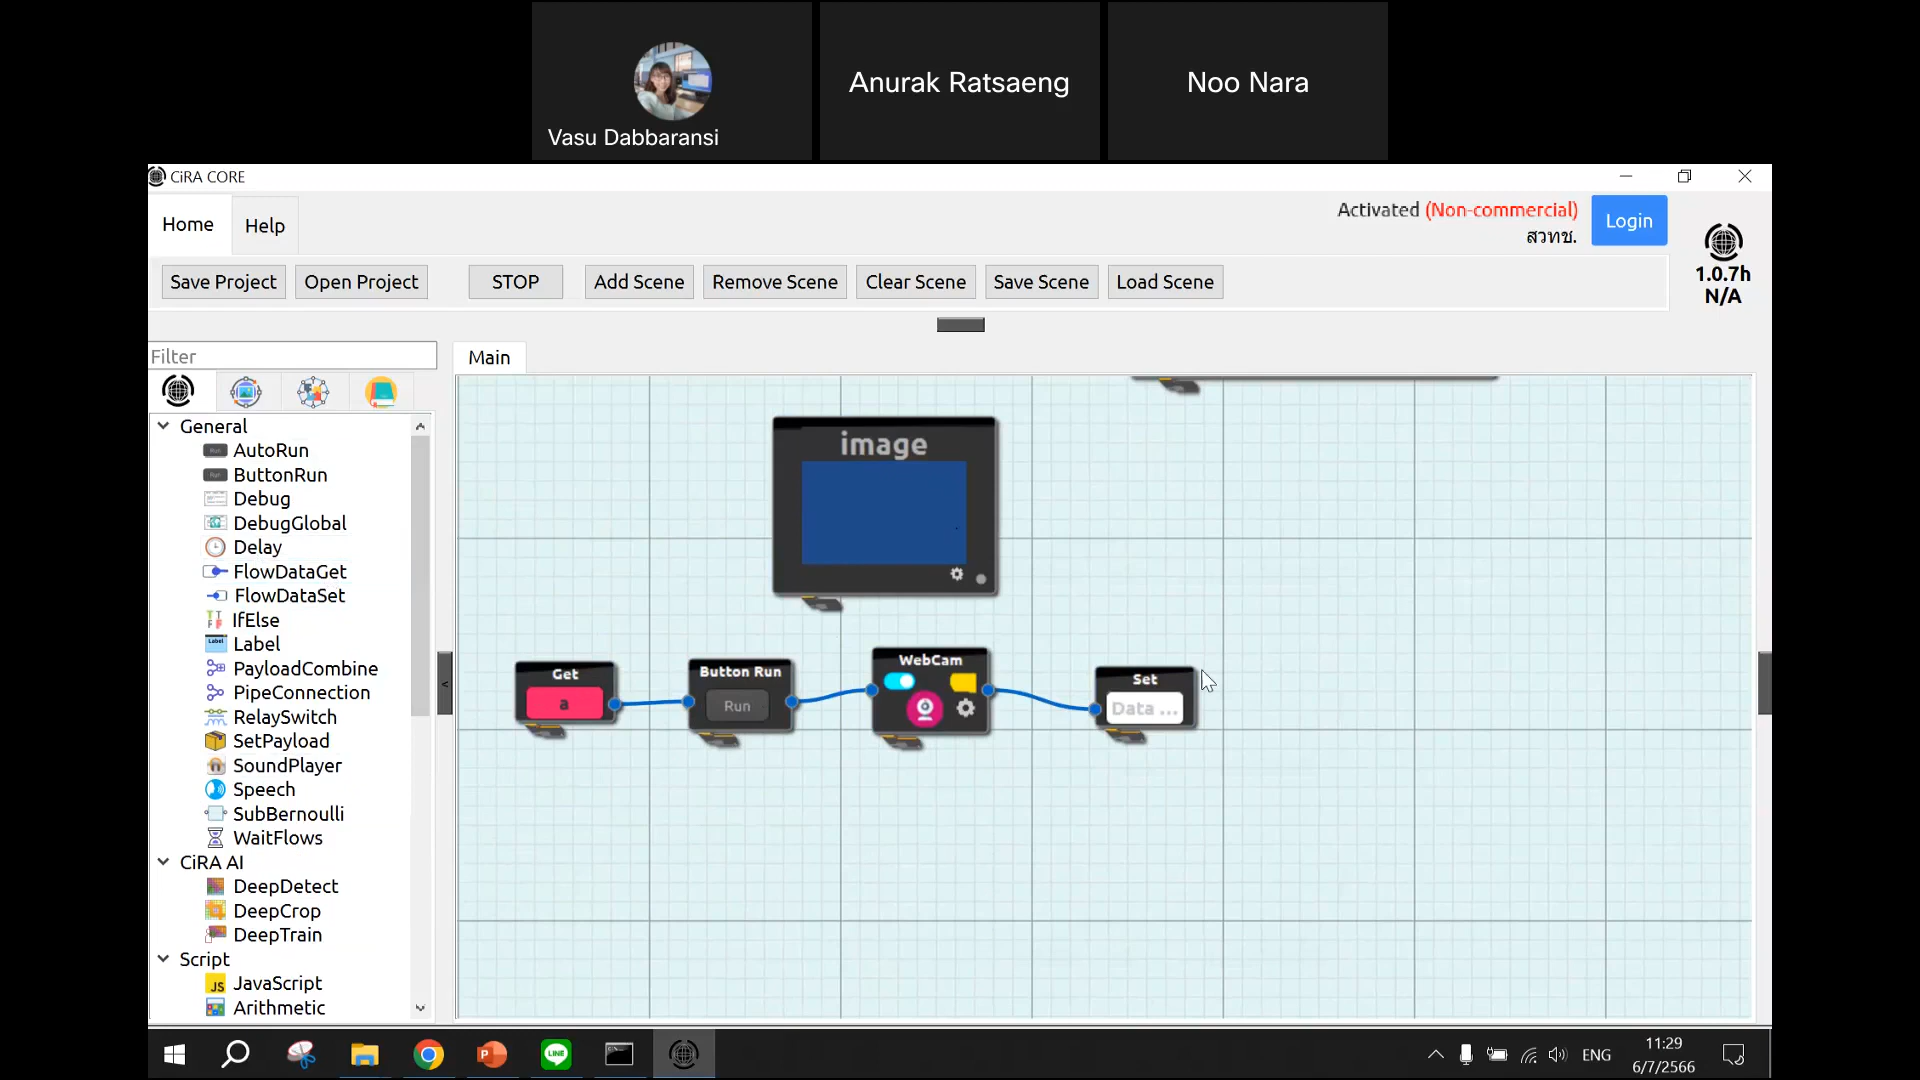 Vasu Dabbaransi
Anurak Ratsaeng
Noo Nara
CiRA CORE
Home
Help
Activated (Non-commercial)
สวทช.
Login
1.0.7h
N/A
Save Project
Open Project
STOP
Add Scene
Remove Scene
Clear Scene
Save Scene
Load Scene
Filter
Main
General
AutoRun
ButtonRun
Debug
DebugGlobal
Delay
FlowDataGet
FlowDataSet
IfElse
Label
PayloadCombine
PipeConnection
RelaySwitch
SetPayload
SoundPlayer
Speech
SubBernoulli
WaitFlows
CiRA AI
DeepDetect
DeepCrop
DeepTrain
Script
JavaScript
Arithmetic
image
Get
a
Button Run
Run
WebCam
Set
Data ...
<
ENG
11:29
6/7/2566